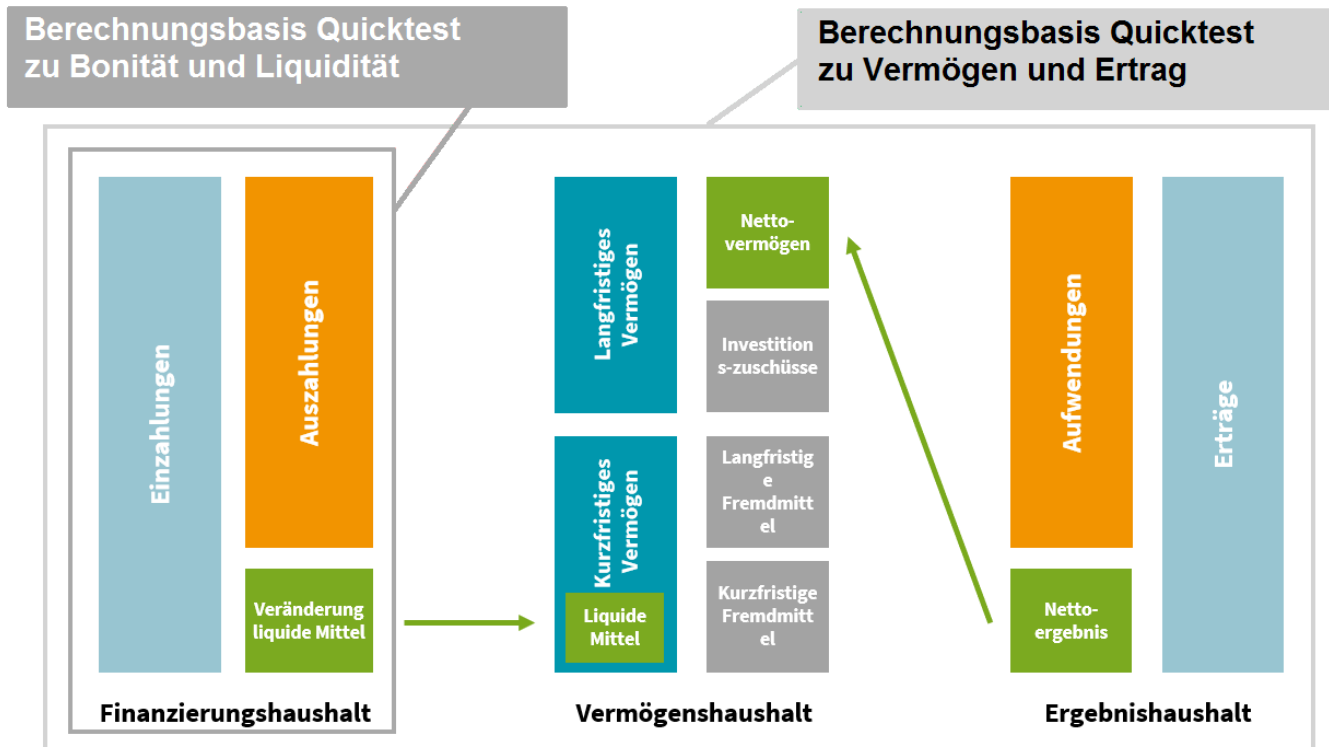 Berechnungsbasis Quicktest
zu Bonität und Liquidität
Berechnungsbasis Quicktest
zu Vermögen und Ertrag
Einzahlungen
Auszahlungen
Veränderung
liquide Mittel
Finanzierungshaushalt
Langfristiges
Vermögen
Kurzfristiges
Vermögen
Liquide
Mittel
Netto-
vermögen
Investition
s-zuschüsse
Langfristig
e
Fremdmitt
el
Kurzfristige
Fremdmitt
el
Vermögenshaushalt
Aufwendungen
Netto-
ergebnis
Erträge
Ergebnishaushalt